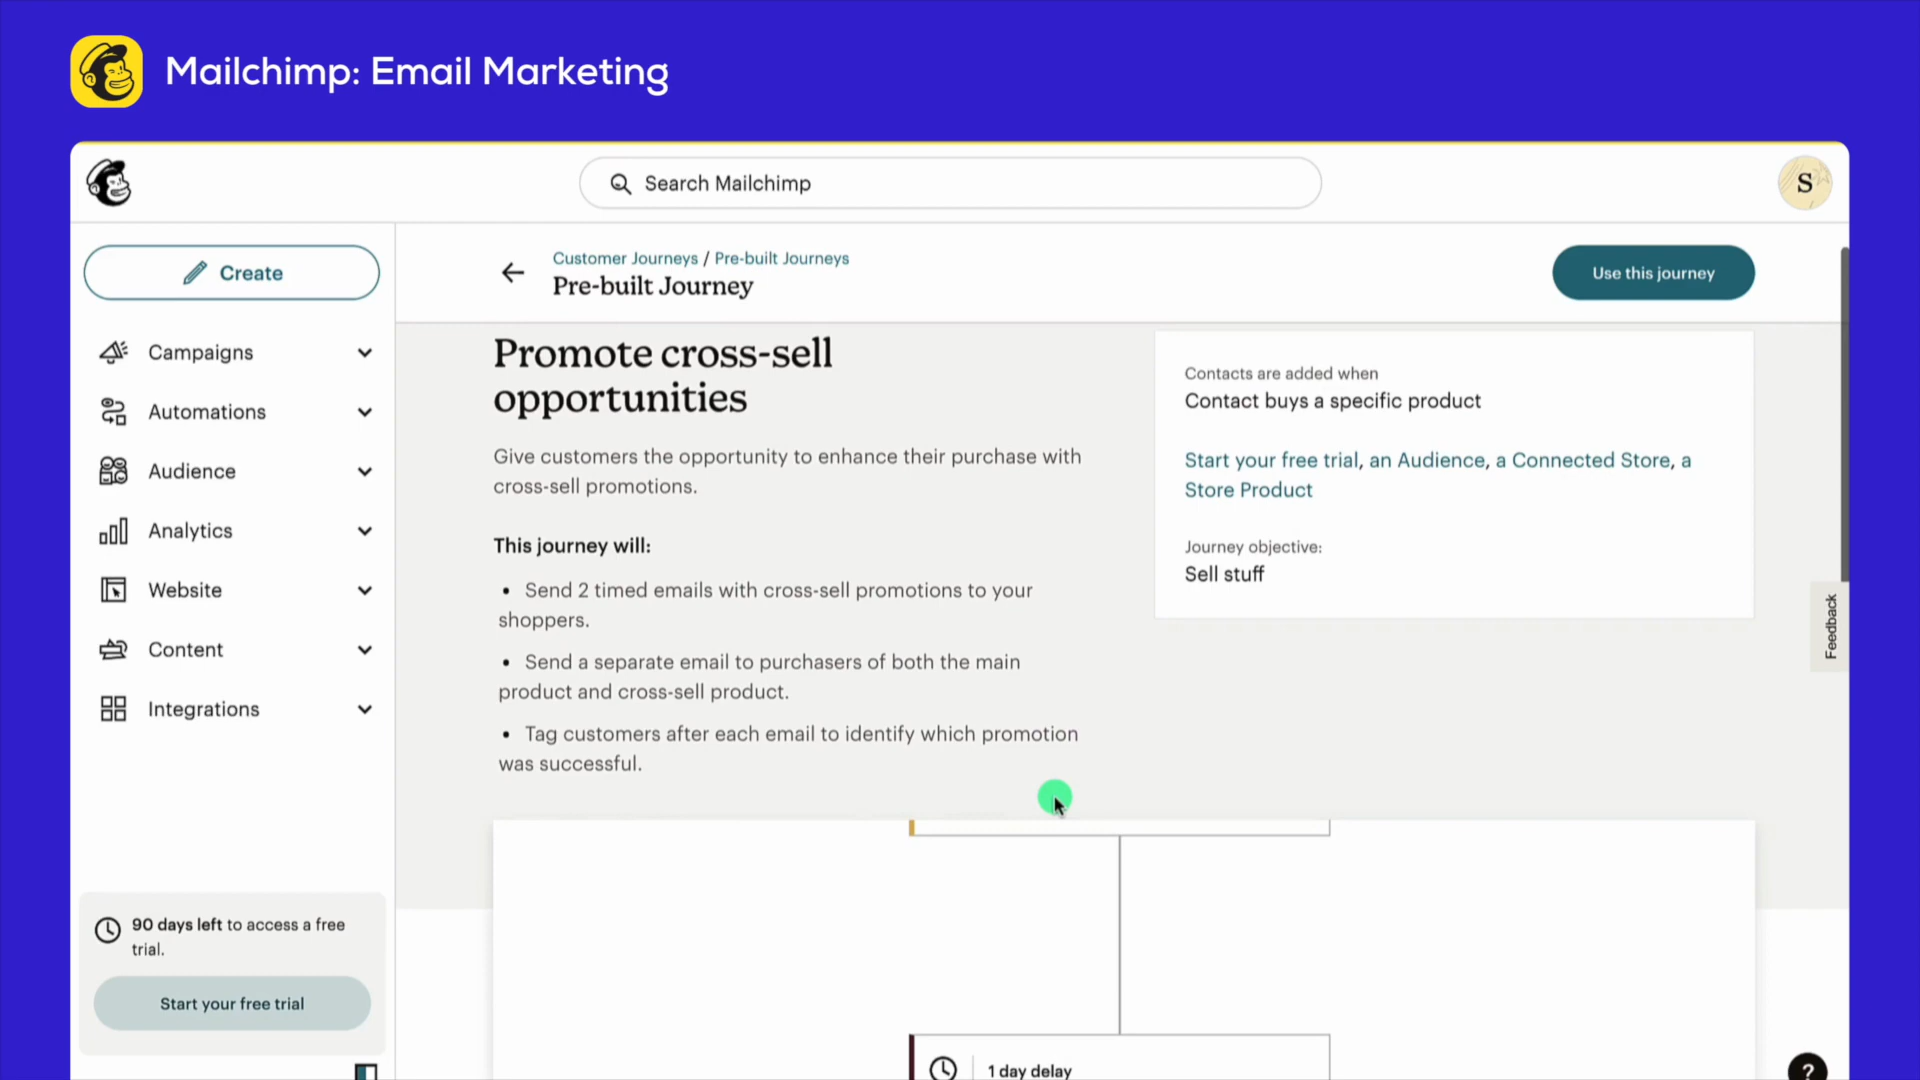 Mailchimp: Email Marketing
Search Mailchimp
S
Create
Customer Journeys / Pre-built Journeys
Pre-built Journey
Use this journey
Campaigns
Automations
Audience
Analytics
Website
Content
Integrations
90 days left to access a free
trial.
Start your free trial
Promote cross-sell
opportunities
Give customers the opportunity to enhance their purchase with
cross-sell promotions.
This journey will:
• Send 2 timed emails with cross-sell promotions to your
shoppers.
• Send a separate email to purchasers of both the main
product and cross-sell product.
• Tag customers after each email to identify which promotion
was successful.
Contacts are added when
Contact buys a specific product
Start your free trial, an Audience, a Connected Store, a
Store Product
Journey objective:
Sell stuff
Feedback
1 day delay
?